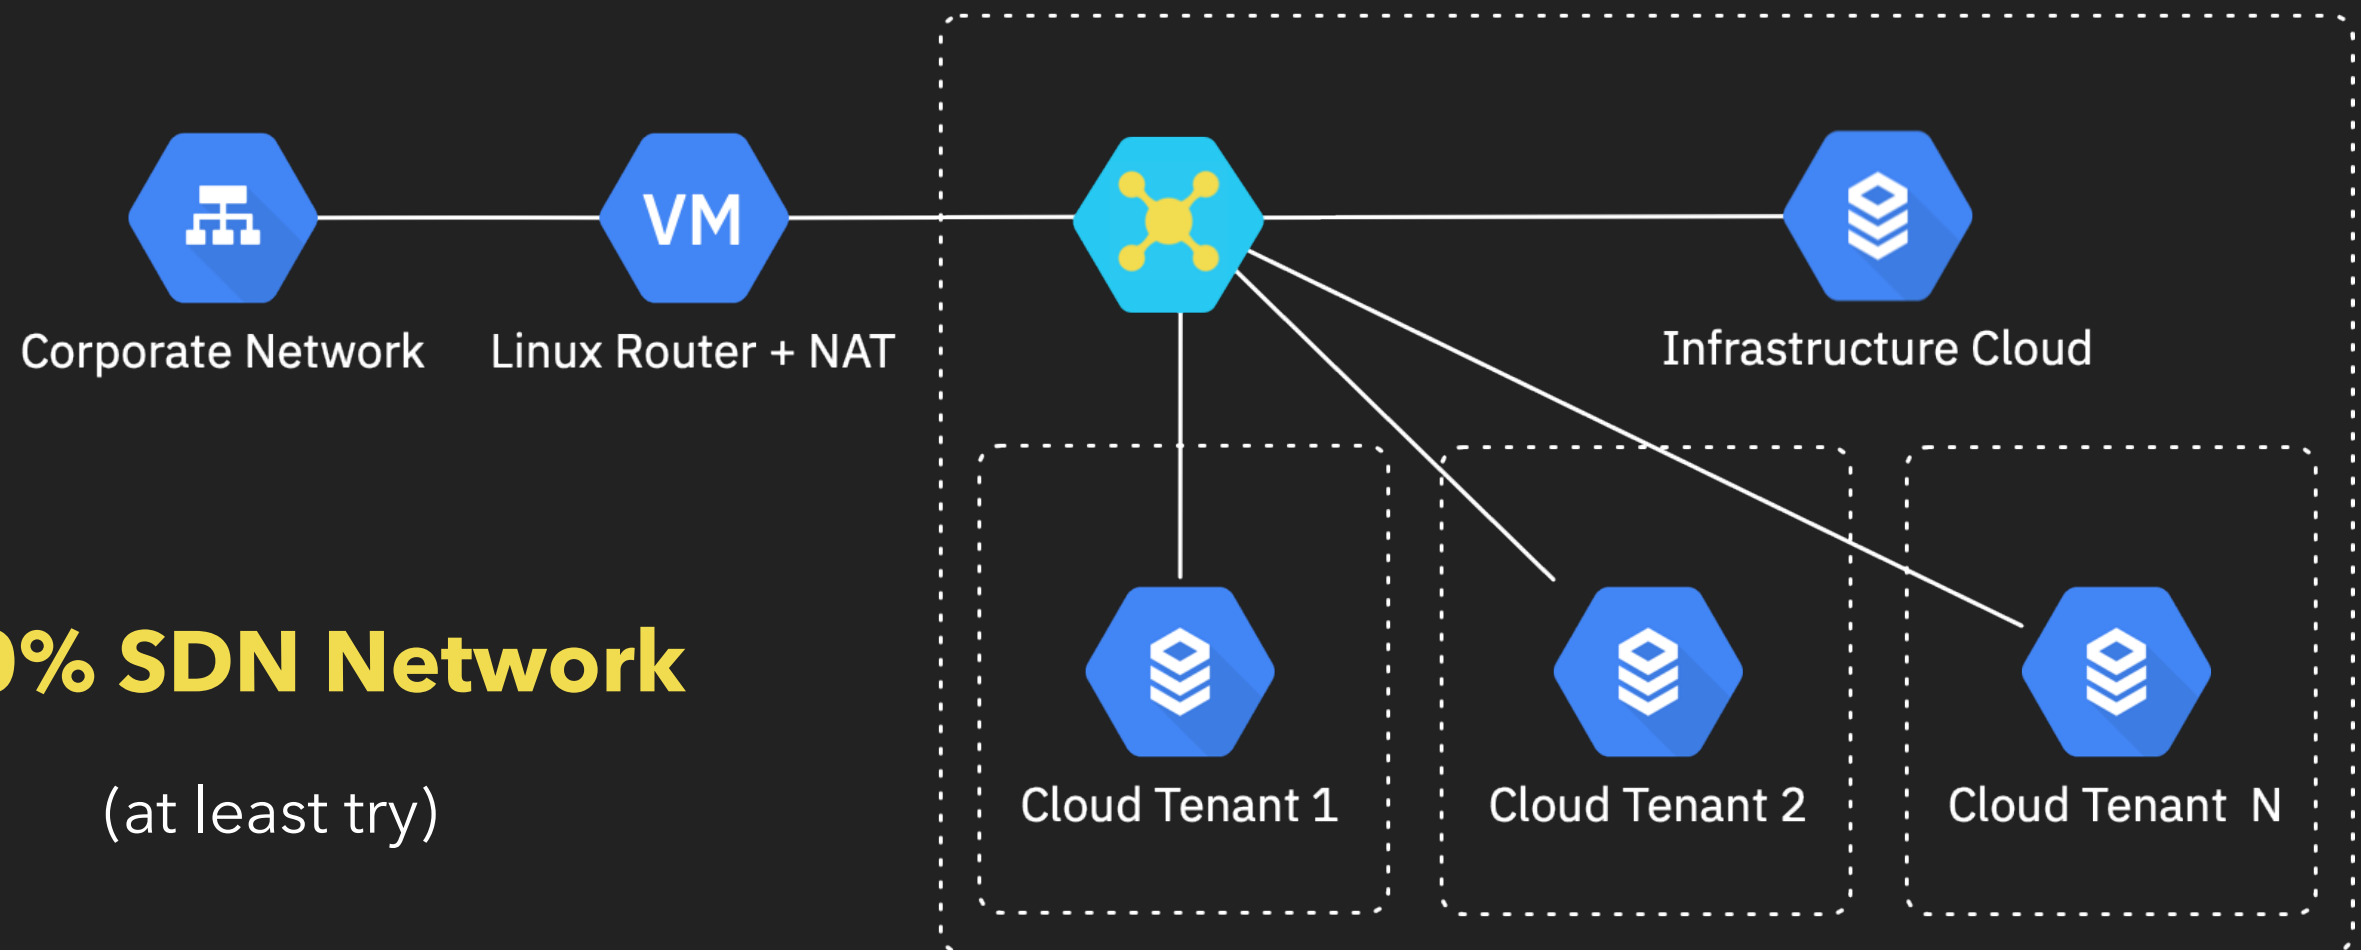 VM
Corporate Network
Linux Router + NAT
Infrastructure Cloud
0% SDN Network
(at least try)
Cloud Tenant 1
Cloud Tenant 2
Cloud Tenant N